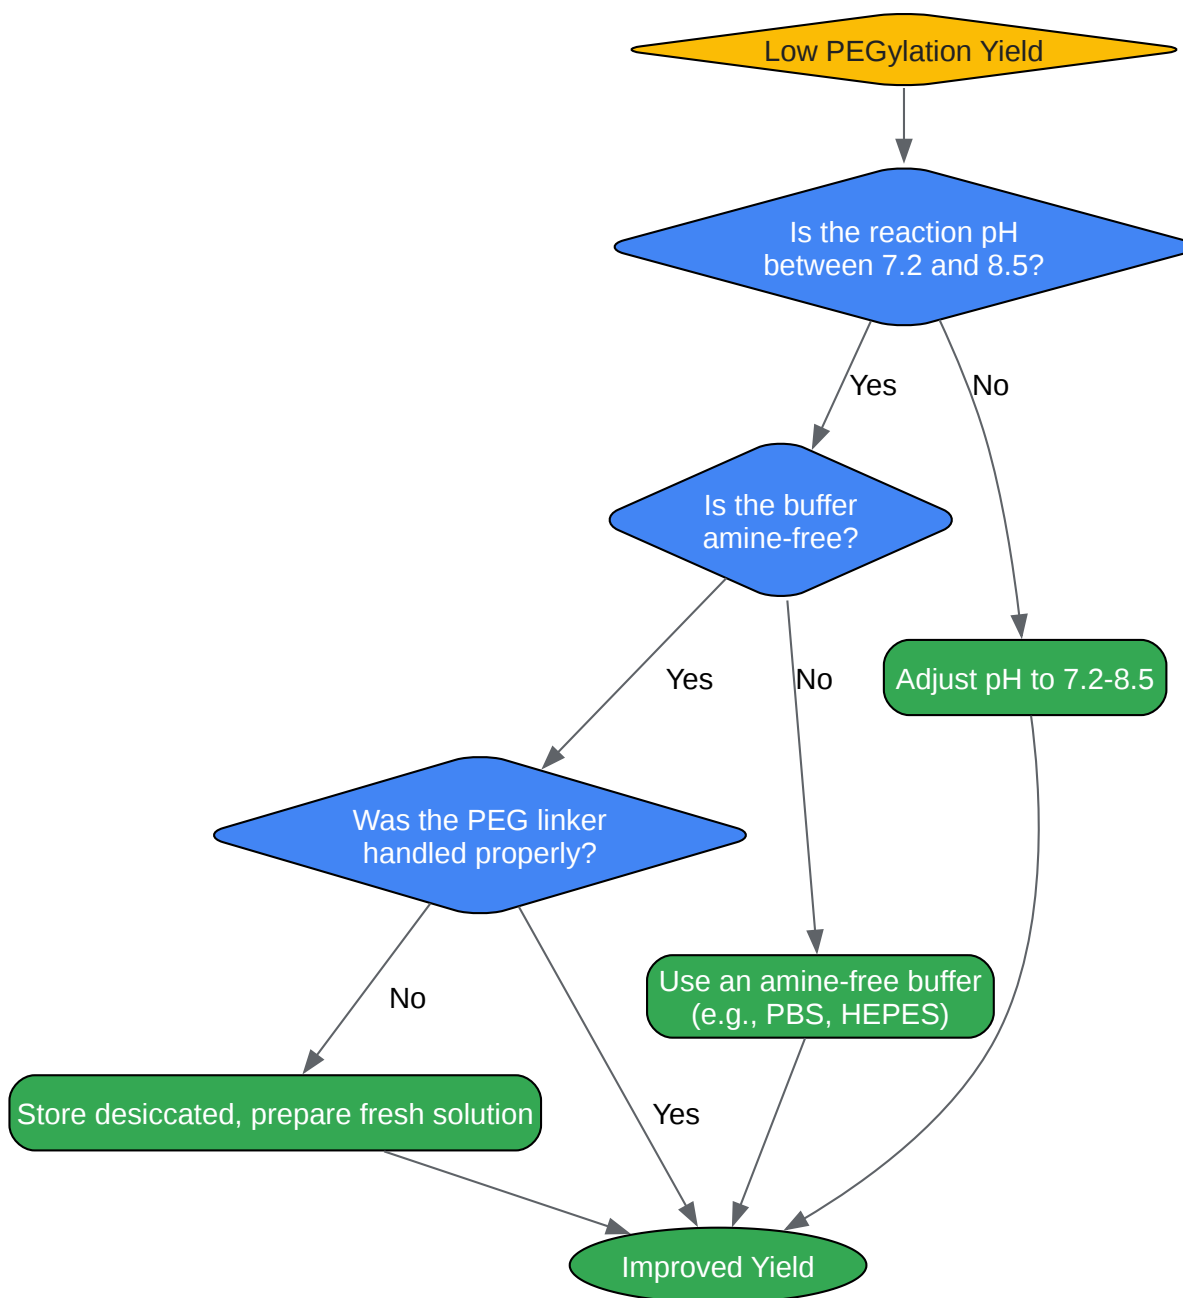 Low PEGylation Yield
Is the reaction pH
between 7.2 and 8.5?
Yes
No
Is the buffer
amine-free?
Yes
No
Adjust pH to 7.2-8.5
Was the PEG linker
handled properly?
No
Yes
Use an amine-free buffer
(e.g., PBS, HEPES)
Store desiccated, prepare fresh solution
Improved Yield